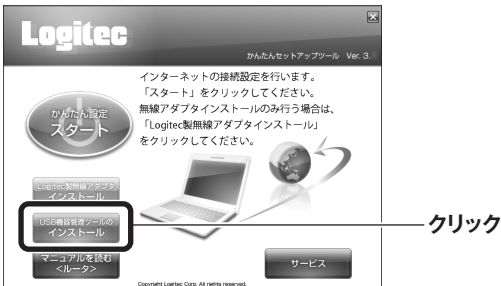 Logitec
かんたんセットアップツール Ver. 3.
インターネットの接続設定を行います。
「スタート」をクリックしてください。
無線アダプタインストールのみ行う場合は、
「Logitec製無線アダプタインストール」
をクリックしてください。
かんたん設定
スタート
Logitec製無線アダプタ
インストール
USB機器管理ツールの
インストール
クリック
マニュアルを読む
<ルータ>
サービス
Copyright Logitec Corp. All rights reserved.